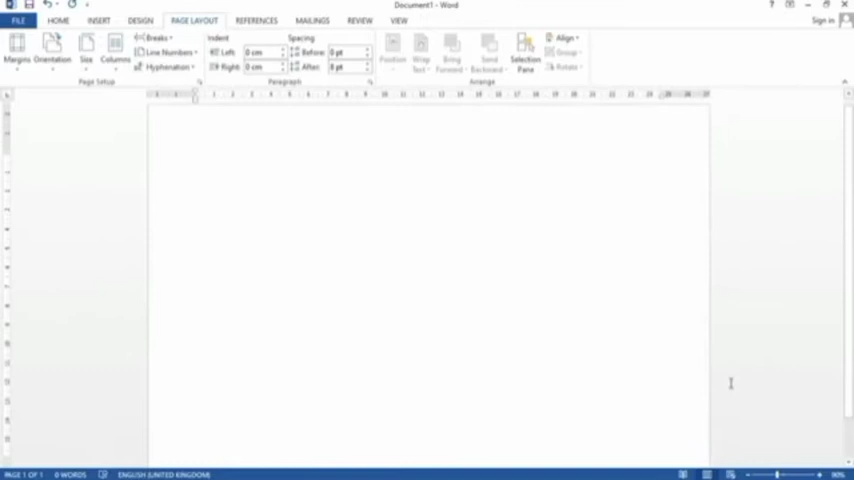 Document1 - Word
FILE HOME INSERT DESIGN PAGE LAYOUT REFERENCES MAILINGS REVIEW VIEW Sign in
Margins Orientation Size Columns
Breaks
Line Numbers
Hyphenation
Page Setup
Indent
Left: 0 cm
Right: 0 cm
Spacing
Before: 0 pt
After: 8 pt
Paragraph
Position Wrap Text Bring Forward Send Backward Selection Pane
Align
Group
Rotate
Arrange
PAGE 1 OF 1 0 WORDS ENGLISH (UNITED KINGDOM) 90%